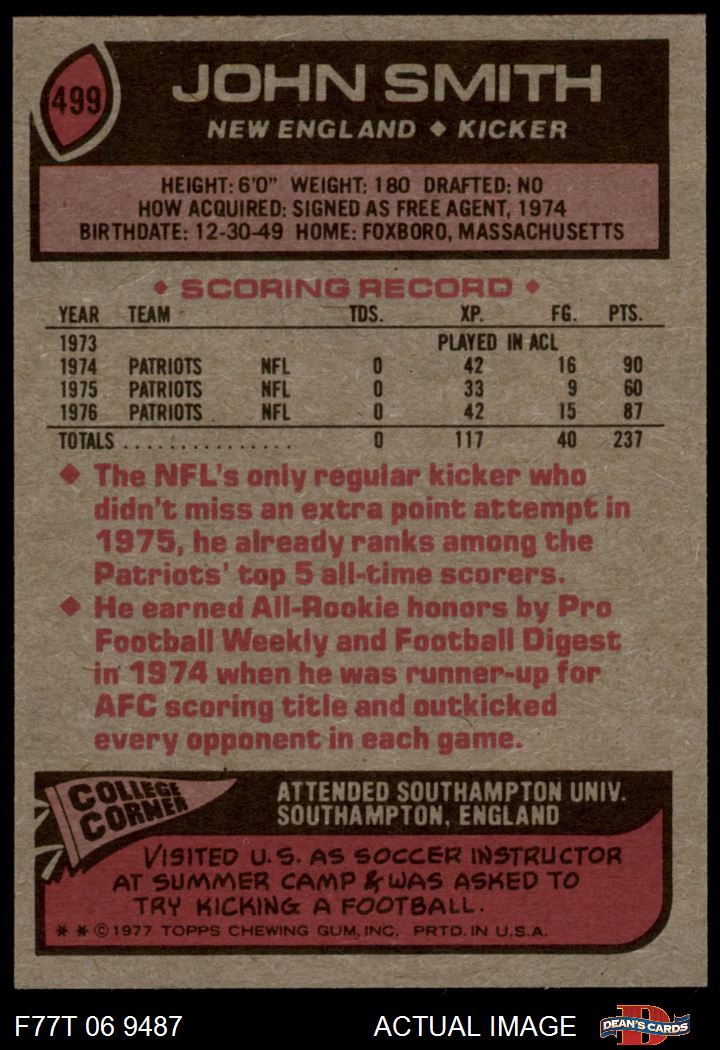 499
JOHN SMITH
NEW ENGLAND ◆ KICKER
HEIGHT: 6'0" WEIGHT: 180 DRAFTED: NO
HOW ACQUIRED: SIGNED AS FREE AGENT, 1974
BIRTHDATE: 12-30-49 HOME: FOXBORO, MASSACHUSETTS
◆ SCORING RECORD ◆
YEAR TEAM TDS. XP. FG. PTS.
1973 PLAYED IN ACL
1974 PATRIOTS NFL 0 42 16 90
1975 PATRIOTS NFL 0 33 9 60
1976 PATRIOTS NFL 0 42 15 87
TOTALS . . . . . . . . . . . . . . . 0 117 40 237
◆ The NFL's only regular kicker who
didn't miss an extra point attempt in
1975, he already ranks among the
Patriots' top 5 all-time scorers.
◆ He earned All-Rookie honors by Pro
Football Weekly and Football Digest
in 1974 when he was runner-up for
AFC scoring title and outkicked
every opponent in each game.
COLLEGE
CORNER
ATTENDED SOUTHAMPTON UNIV.
SOUTHAMPTON, ENGLAND
VISITED U.S. AS SOCCER INSTRUCTOR
AT SUMMER CAMP & WAS ASKED TO
TRY KICKING A FOOTBALL.
* * © 1977 TOPPS CHEWING GUM, INC. PRTD. IN U.S.A.
F77T 06 9487 ACTUAL IMAGE
D
DEAN'S CARDS